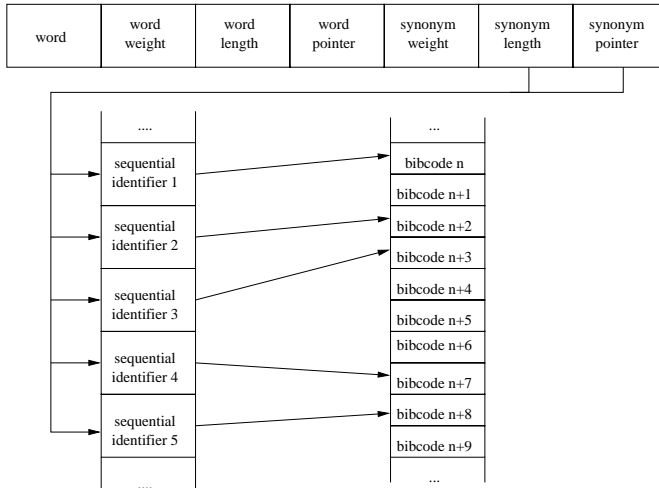 word
word
weight
word
length
word
pointer
synonym
weight
synonym
length
synonym
pointer
....
sequential
identifier 1
sequential
identifier 2
sequential
identifier 3
sequential
identifier 4
sequential
identifier 5
....
...
bibcode n
bibcode n+1
bibcode n+2
bibcode n+3
bibcode n+4
bibcode n+5
bibcode n+6
bibcode n+7
bibcode n+8
bibcode n+9
...